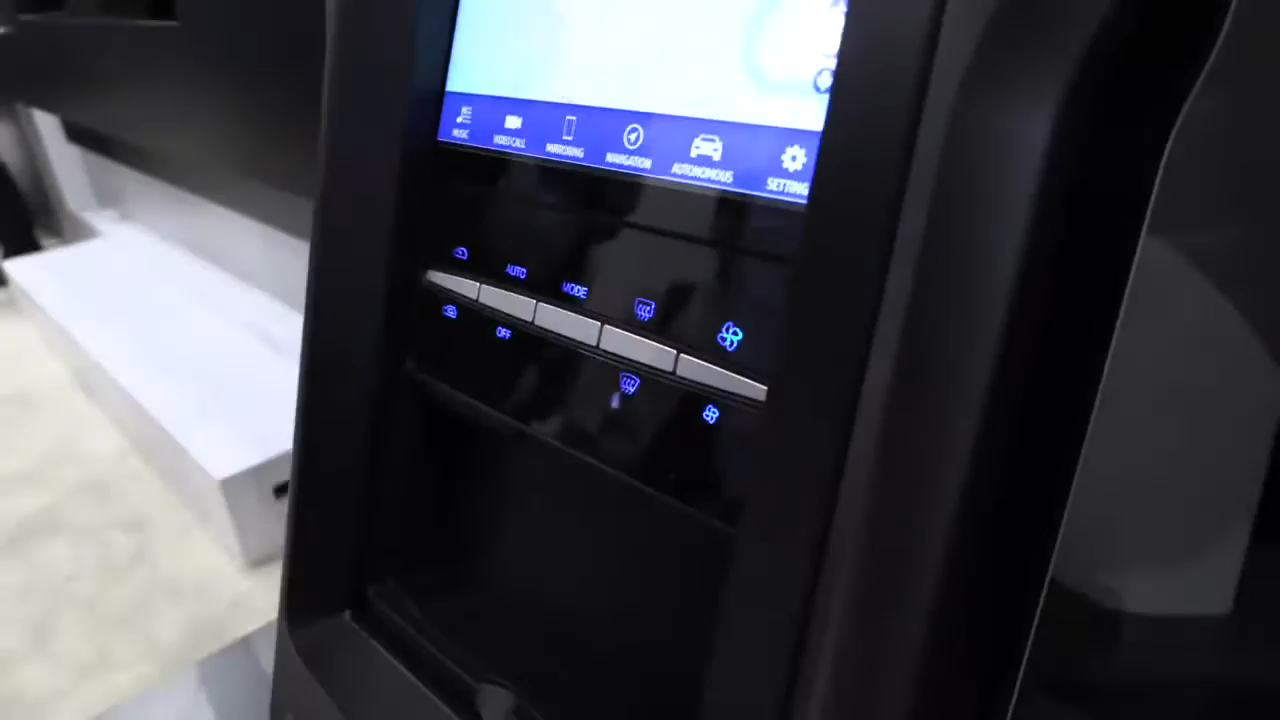 MUSIC
VIDEO CALL
MIRRORING
NAVIGATION
AUTONOMOUS
SETTING
AUTO
MODE
OFF